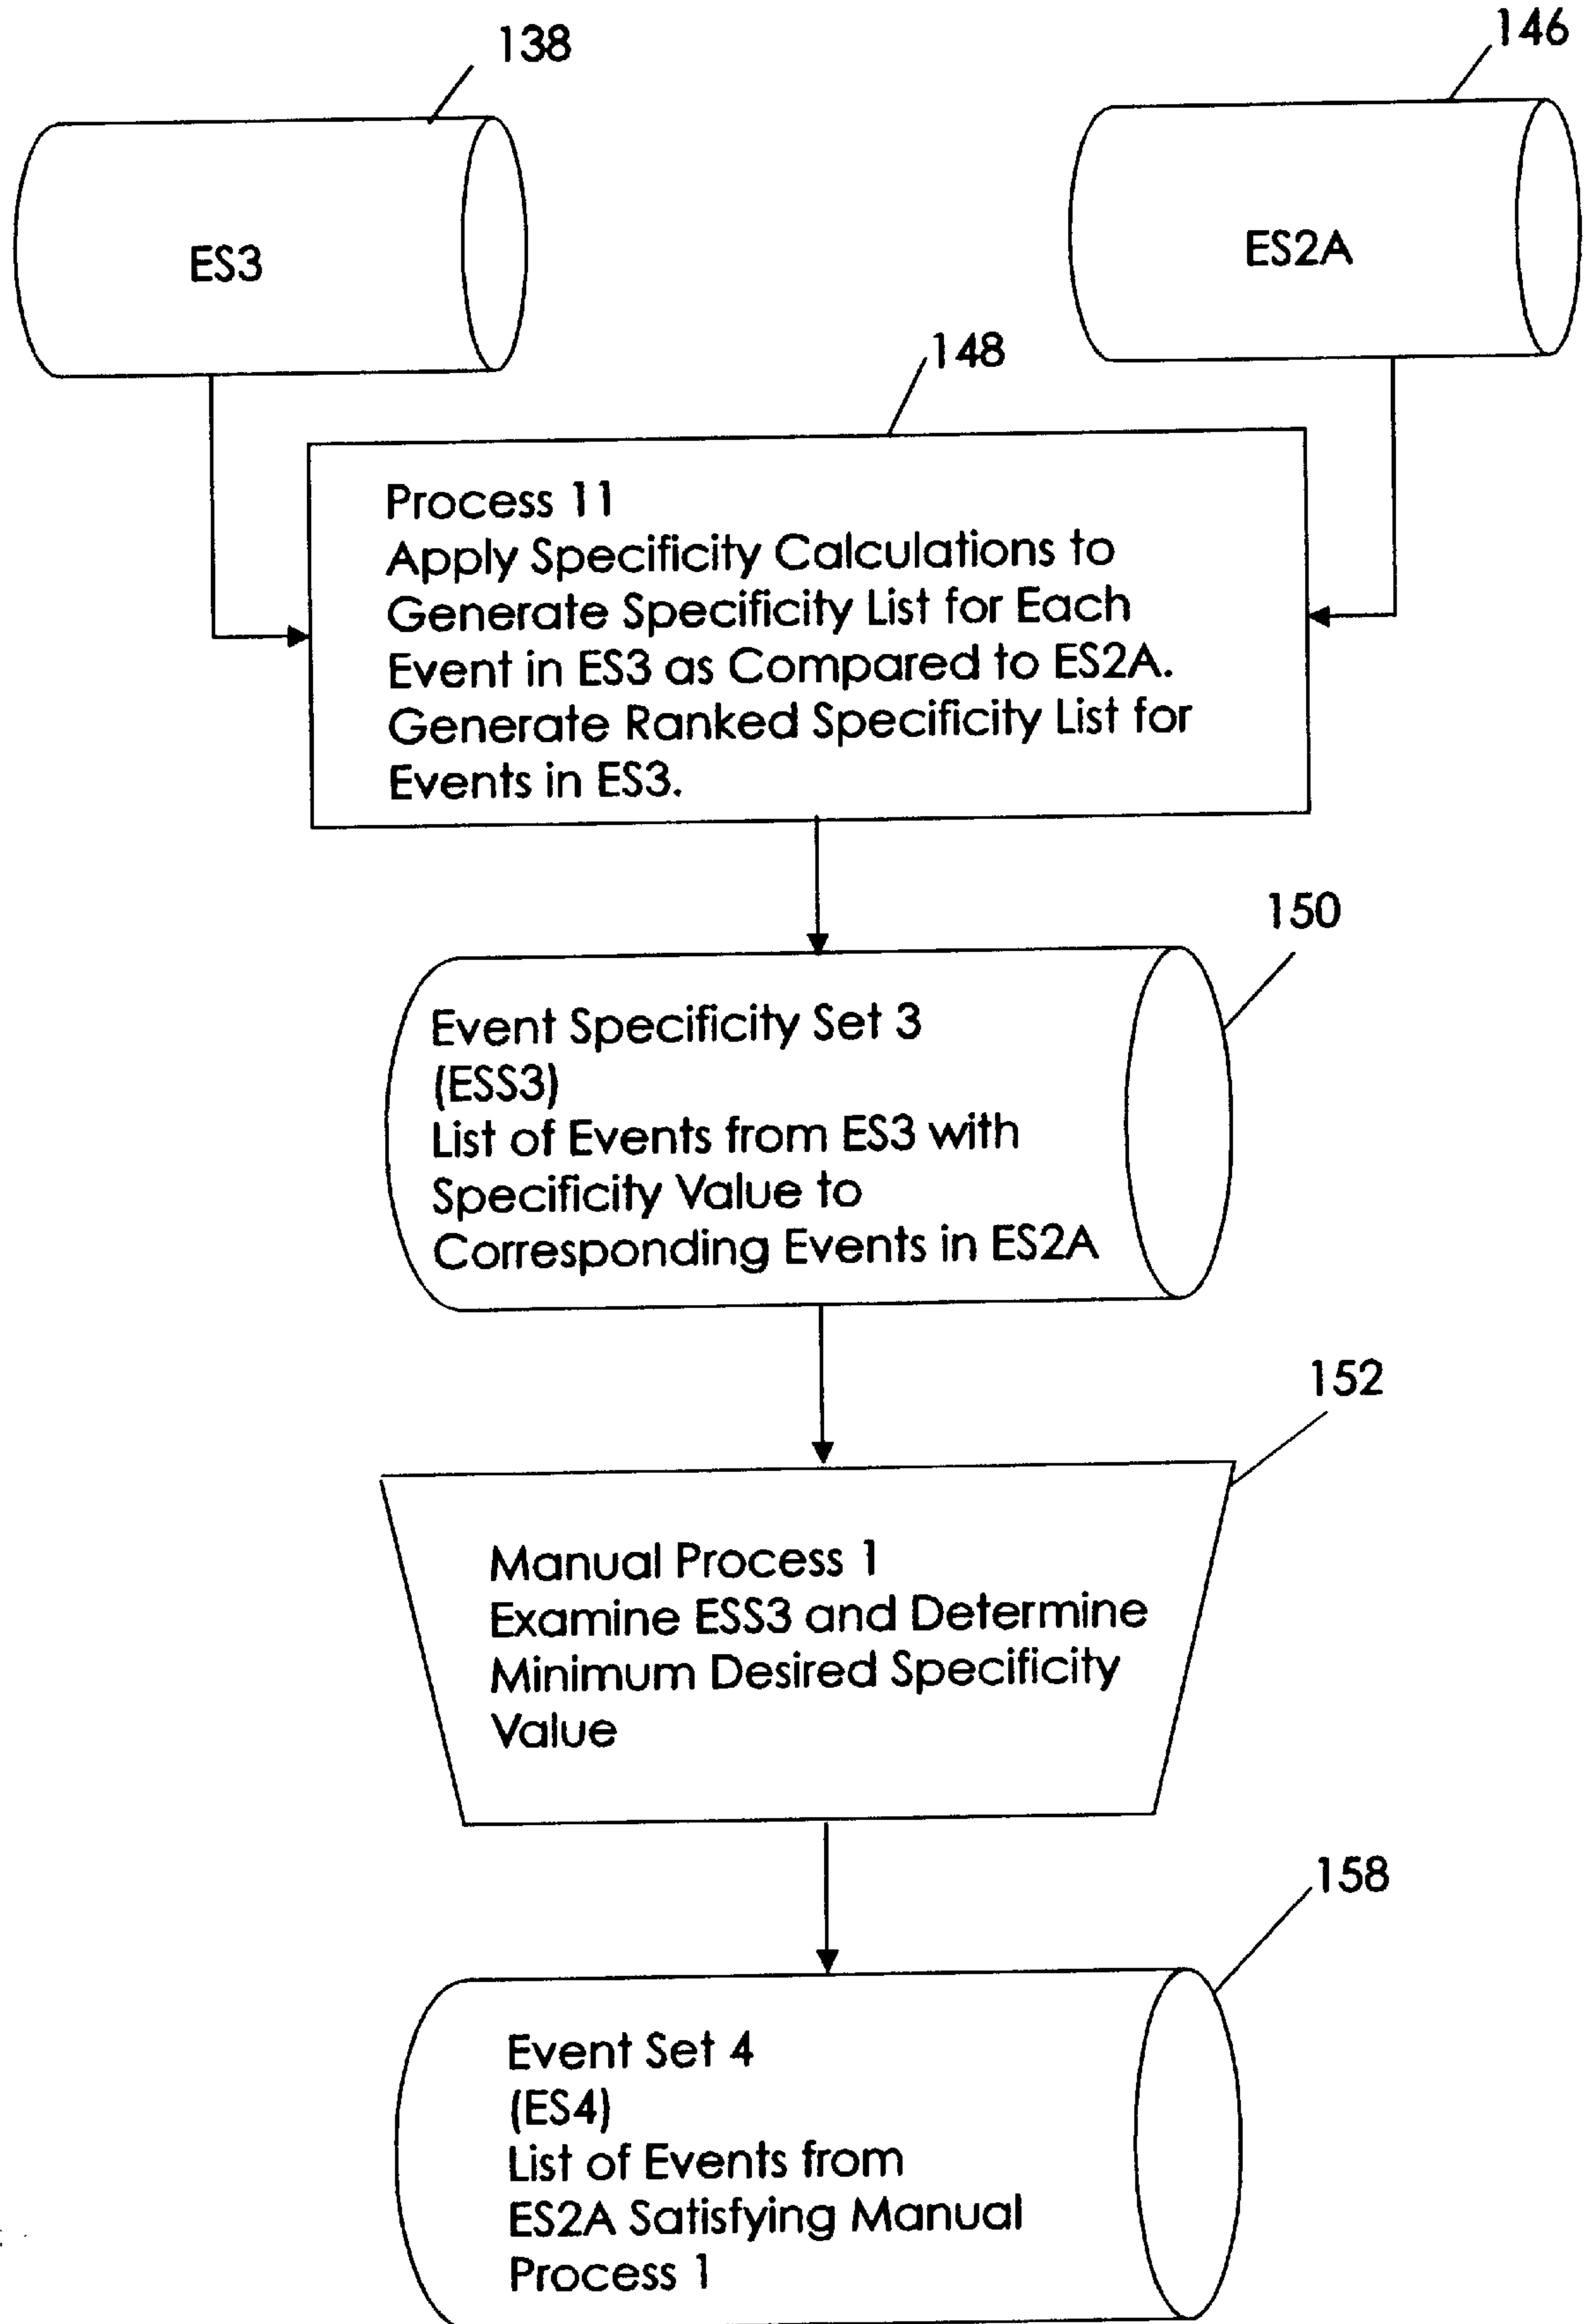 138
146
ES3
ES2A
148
Process 11
Apply Specificity Calculations to
Generate Specificity List for Each
Event in ES3 as Compared to ES2A.
Generate Ranked Specificity List for
Events in ES3.
150
Event Specificity Set 3
(ESS3)
List of Events from ES3 with
Specificity Value to
Corresponding Events in ES2A
152
Manual Process 1
Examine ESS3 and Determine
Minimum Desired Specificity
Value
158
Event Set 4
(ES4)
List of Events from
ES2A Satisfying Manual
Process 1